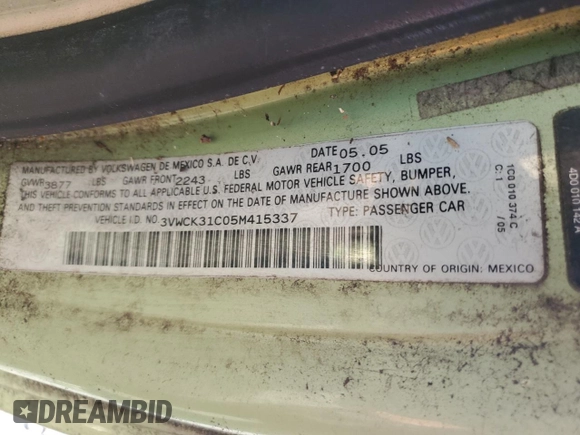 MANUFACTURED BY VOLKSWAGEN DE MEXICO S.A. DE C.V. DATE 05.05
GVWR 3877 LBS GAWR FRONT 2243 LBS GAWR REAR 1700 LBS
THIS VEHICLE CONFORMS TO ALL APPLICABLE U.S. FEDERAL MOTOR VEHICLE SAFETY, BUMPER,
AND THEFT PREVENTION STANDARDS IN EFFECT ON THE DATE OF MANUFACTURE SHOWN ABOVE.
VEHICLE I.D. NO.: 3VWCK31C05M415337 TYPE: PASSENGER CAR
COUNTRY OF ORIGIN: MEXICO
1C0 010 374 C
C: 1 /05
4D0 010 142 A
DREAMBID